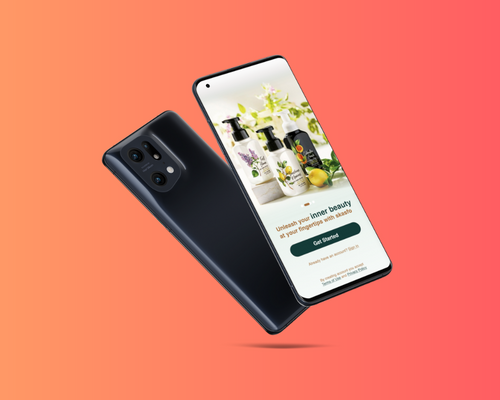 Unleash your inner beauty
at your fingertips with skasfe
Get Started
Already have an account? Sign in
By creating account you accept
Terms of Use and Privacy Policy